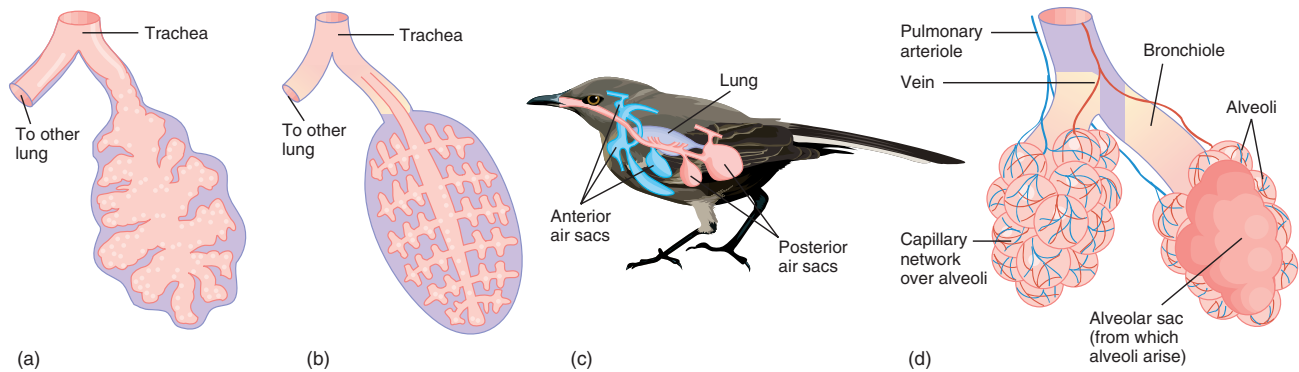 Trachea
To other
lung
(a)
Trachea
To other
lung
(b)
Lung
Anterior
air sacs
Posterior
air sacs
(c)
Pulmonary
arteriole
Vein
Bronchiole
Alveoli
Capillary
network
over alveoli
Alveolar sac
(from which
alveoli arise)
(d)